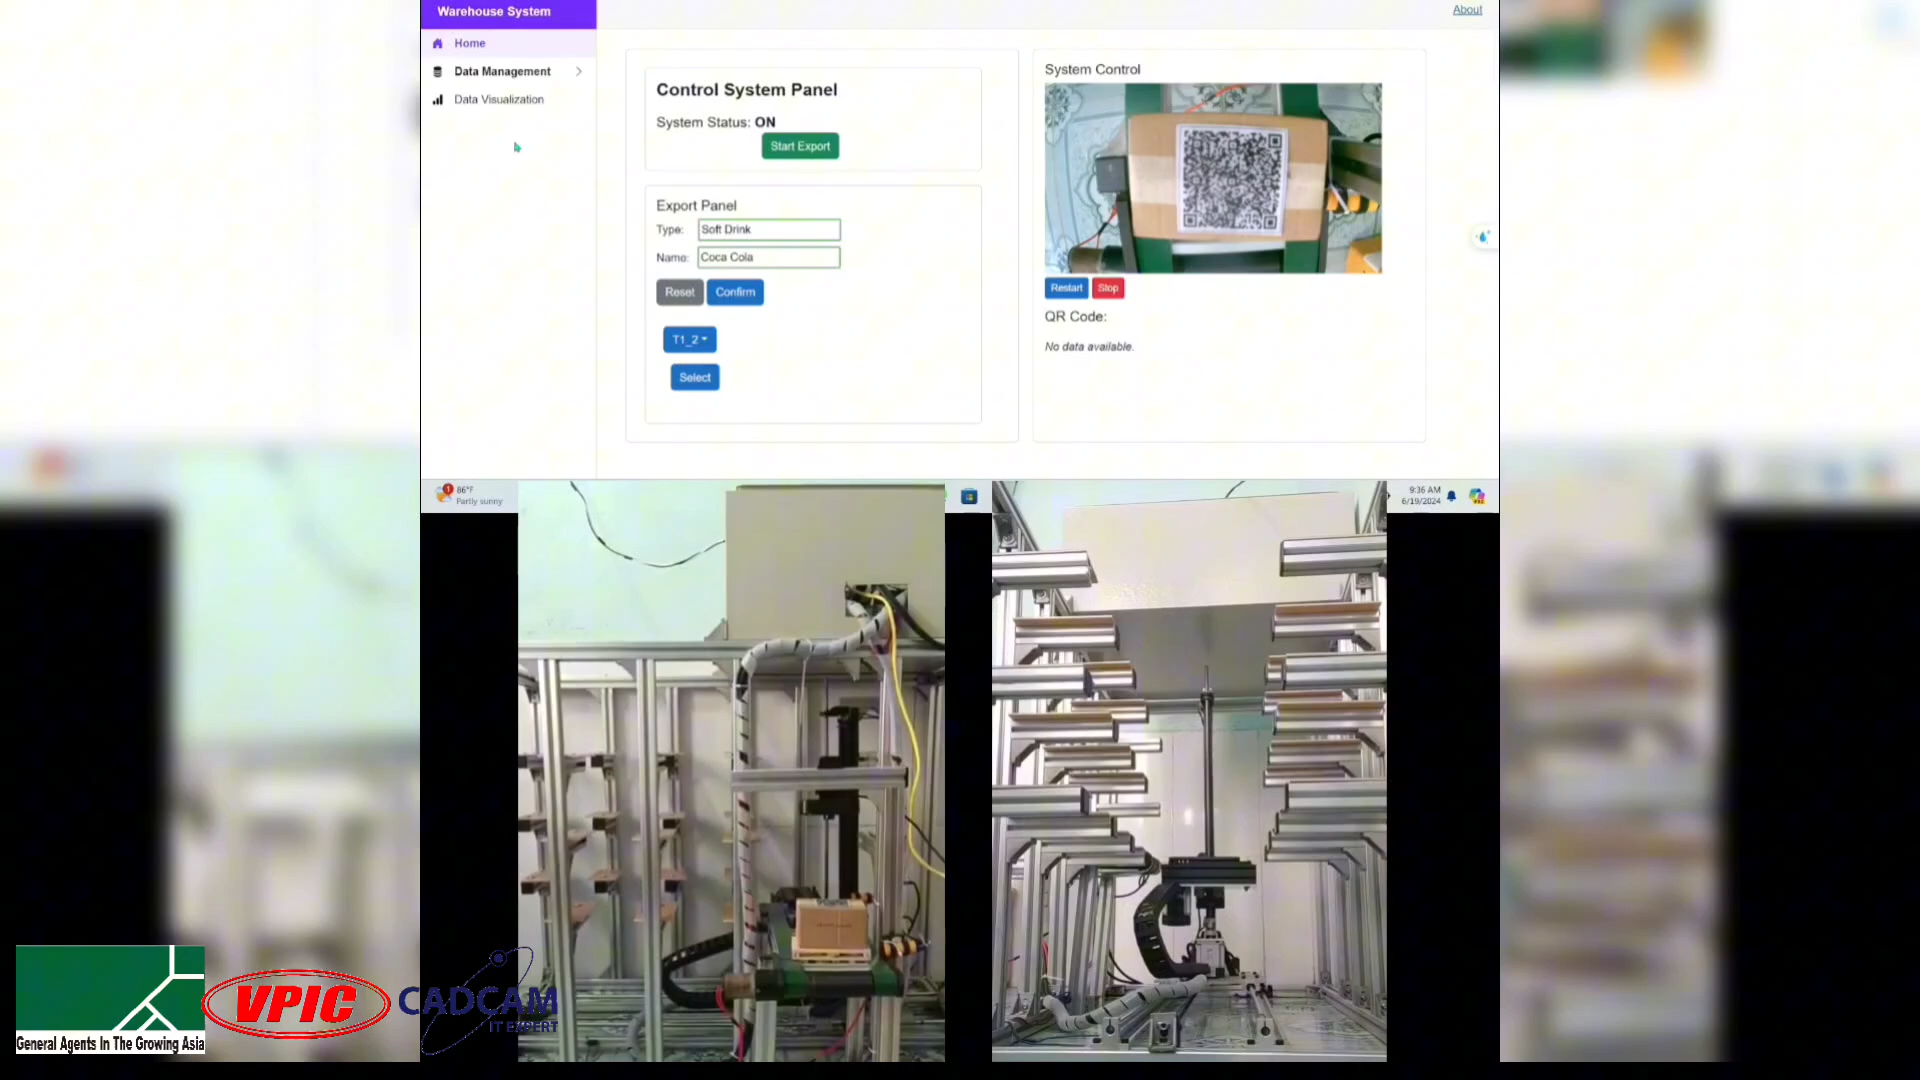 Warehouse System
About
Home
Data Management
Data Visualization
Control System Panel
System Status: ON
Start Export
Export Panel
Type: Soft Drink
Name: Coca Cola
Reset Confirm
T1_2
Select
System Control
Restart Stop
QR Code:
No data available.
1
86°F
Partly sunny
9:36 AM
6/19/2024
General Agents In The Growing Asia
VPIC
CADCAM
IT EXPERT